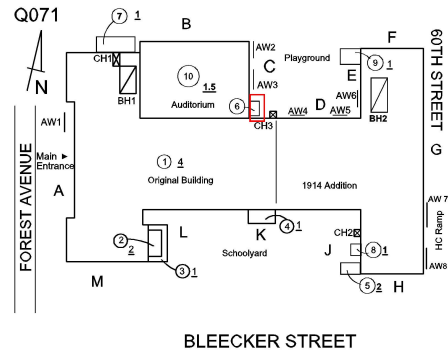 Q071
7 1
B
F
60TH STREET
CH1
AW2
C
Playground
9 1
E
10
1.5
AW3
BH1
Auditorium
6
AW4
D
AW5
AW6
BH2
CH3
AW1
N
Main
Entrance
A
1 4
Original Building
1914 Addition
G
FOREST AVENUE
AW 7
HC Ramp
AW8
L
K
4 1
CH2
J
8 1
2
2
3 1
Schoolyard
5 2
H
M
BLEECKER STREET